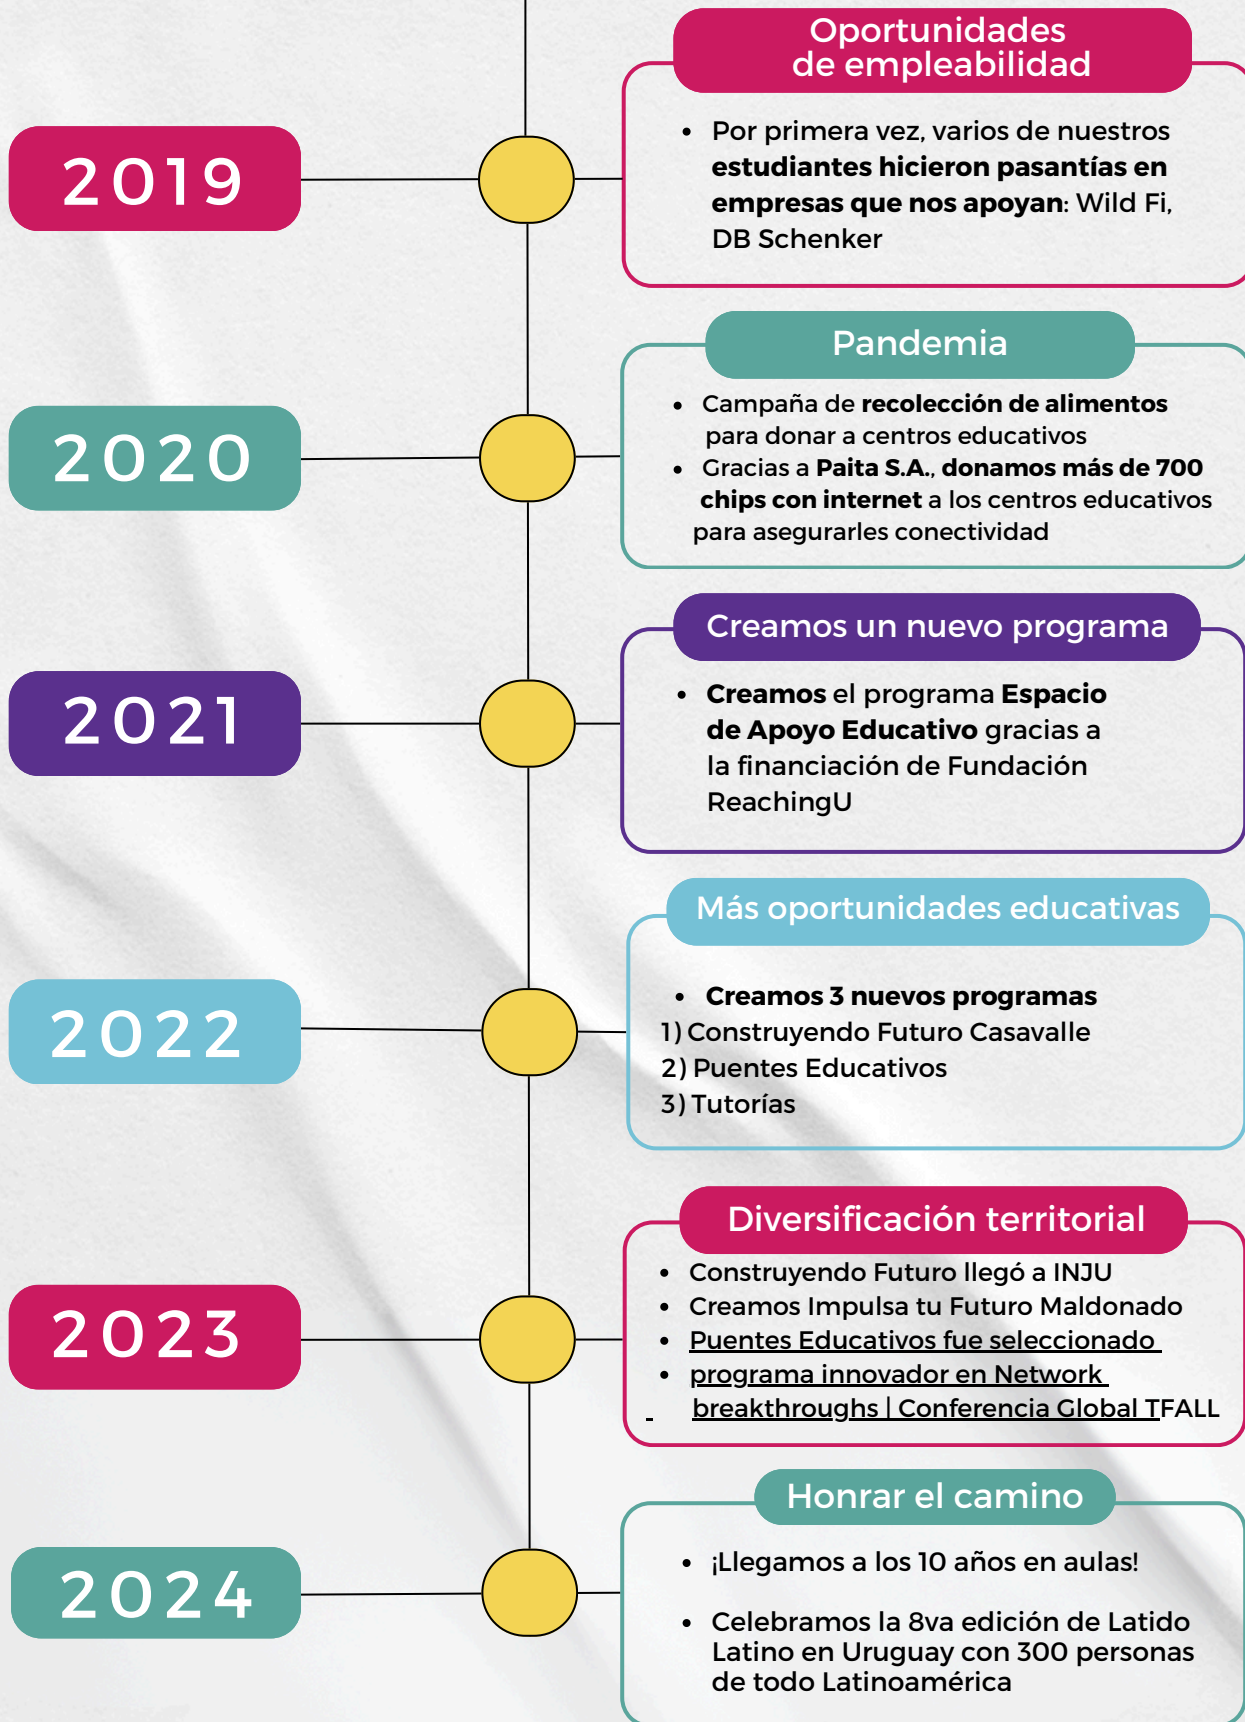 Oportunidades
de empleabilidad
2019
• Por primera vez, varios de nuestros
estudiantes hicieron pasantías en
empresas que nos apoyan: Wild Fi,
DB Schenker
Pandemia
2020
• Campaña de recolección de alimentos
para donar a centros educativos
• Gracias a Paita S.A., donamos más de 700
chips con internet a los centros educativos
para asegurarles conectividad
Creamos un nuevo programa
2021
• Creamos el programa Espacio
de Apoyo Educativo gracias a
la financiación de Fundación
ReachingU
Más oportunidades educativas
2022
• Creamos 3 nuevos programas
1) Construyendo Futuro Casavalle
2) Puentes Educativos
3) Tutorías
Diversificación territorial
2023
• Construyendo Futuro llegó a INJU
• Creamos Impulsa tu Futuro Maldonado
• Puentes Educativos fue seleccionado
• programa innovador en Network
breakthroughs | Conferencia Global TFALL
Honrar el camino
2024
• ¡Llegamos a los 10 años en aulas!
• Celebramos la 8va edición de Latido
Latino en Uruguay con 300 personas
de todo Latinoamérica